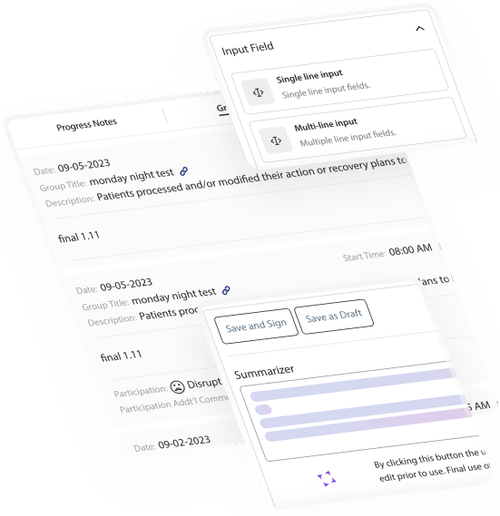 Input Field
Single line input
Single line input fields.
Multi-line input
Multiple line input fields.
Progress Notes
Gr
Date: 09-05-2023
Group Title: monday night test
Description: Patients processed and/or modified their action or recovery plans to
final 1.11
Date: 09-05-2023
Start Time: 08:00 AM
Group Title: monday night test
Description: Patients proc
lans to
final 1.11
Participation: Disrupt
Participation Addt'l Comme
Date: 09-02-2023
5 AM
Save and Sign
Save as Draft
Summarizer
By clicking this button the u
edit prior to use. Final use o